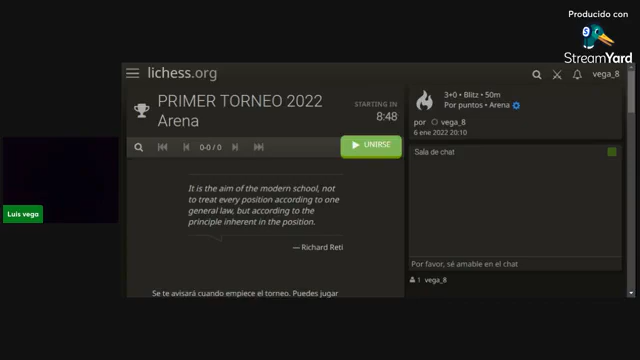 Producido con
StreamYard
lichess.org
vega_8
PRIMER TORNEO 2022
Arena
STARTING IN
8:48
0-0 / 0
UNIRSE
It is the aim of the modern school, not
to treat every position according to one
general law, but according to the
principle inherent in the position.
— Richard Reti
Se te avisará cuando empiece el torneo. Puedes jugar
3+0 • Blitz • 50m
Por puntos • Arena
por vega_8
6 ene 2022 20:10
Sala de chat
Por favor, sé amable en el chat
1 vega_8
Luis vega